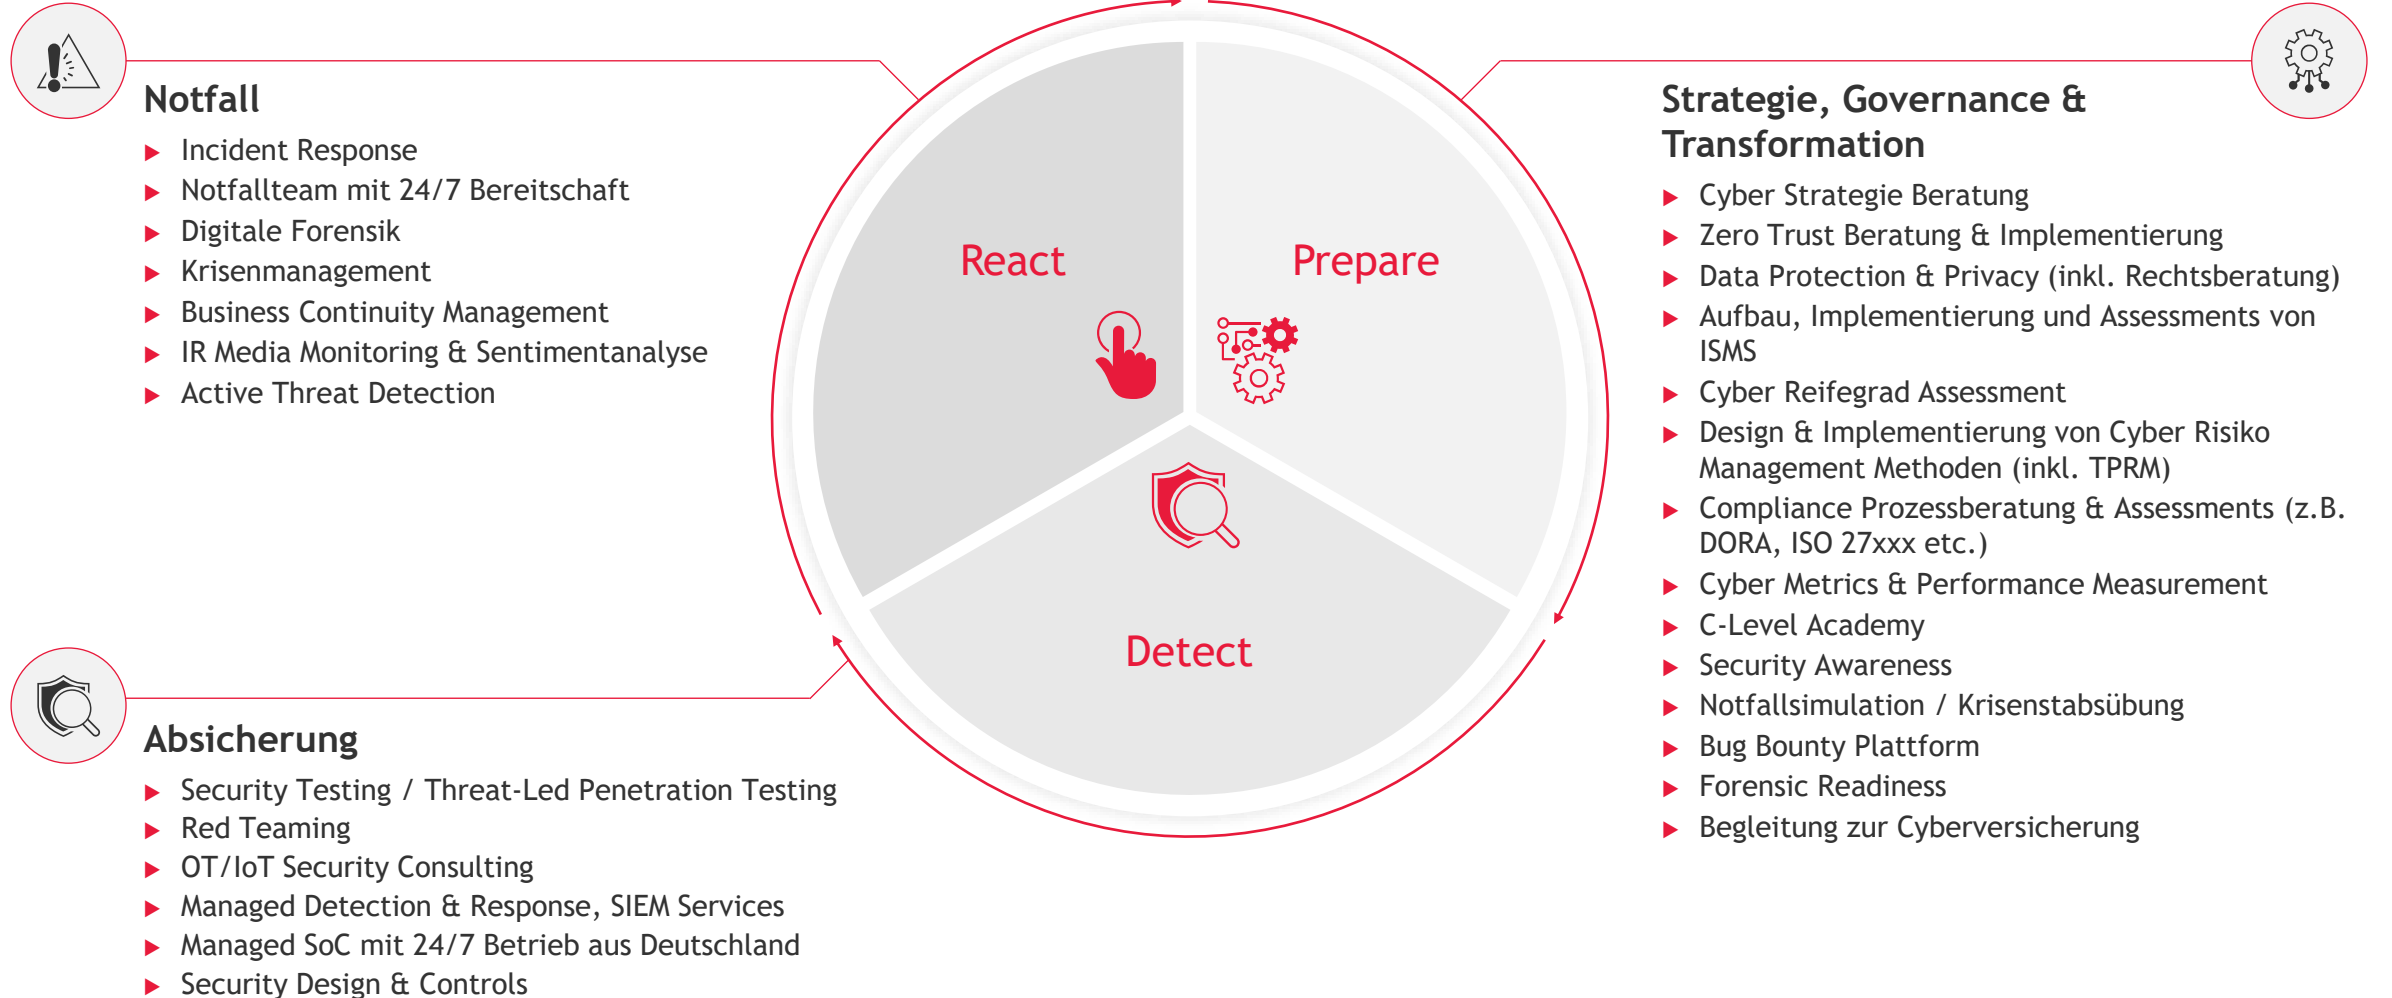 Notfall
Incident Response
Notfallteam mit 24/7 Bereitschaft
Digitale Forensik
Krisenmanagement
Business Continuity Management
IR Media Monitoring & Sentimentanalyse
Active Threat Detection
React
Prepare
Detect
Strategie, Governance &
Transformation
Cyber Strategie Beratung
Zero Trust Beratung & Implementierung
Data Protection & Privacy (inkl. Rechtsberatung)
Aufbau, Implementierung und Assessments von
ISMS
Cyber Reifegrad Assessment
Design & Implementierung von Cyber Risiko
Management Methoden (inkl. TPRM)
Compliance Prozessberatung & Assessments (z.B.
DORA, ISO 27xxx etc.)
Cyber Metrics & Performance Measurement
C-Level Academy
Security Awareness
Notfallsimulation / Krisenstabsübung
Bug Bounty Plattform
Forensic Readiness
Begleitung zur Cyberversicherung
Absicherung
Security Testing / Threat-Led Penetration Testing
Red Teaming
OT/IoT Security Consulting
Managed Detection & Response, SIEM Services
Managed SoC mit 24/7 Betrieb aus Deutschland
Security Design & Controls